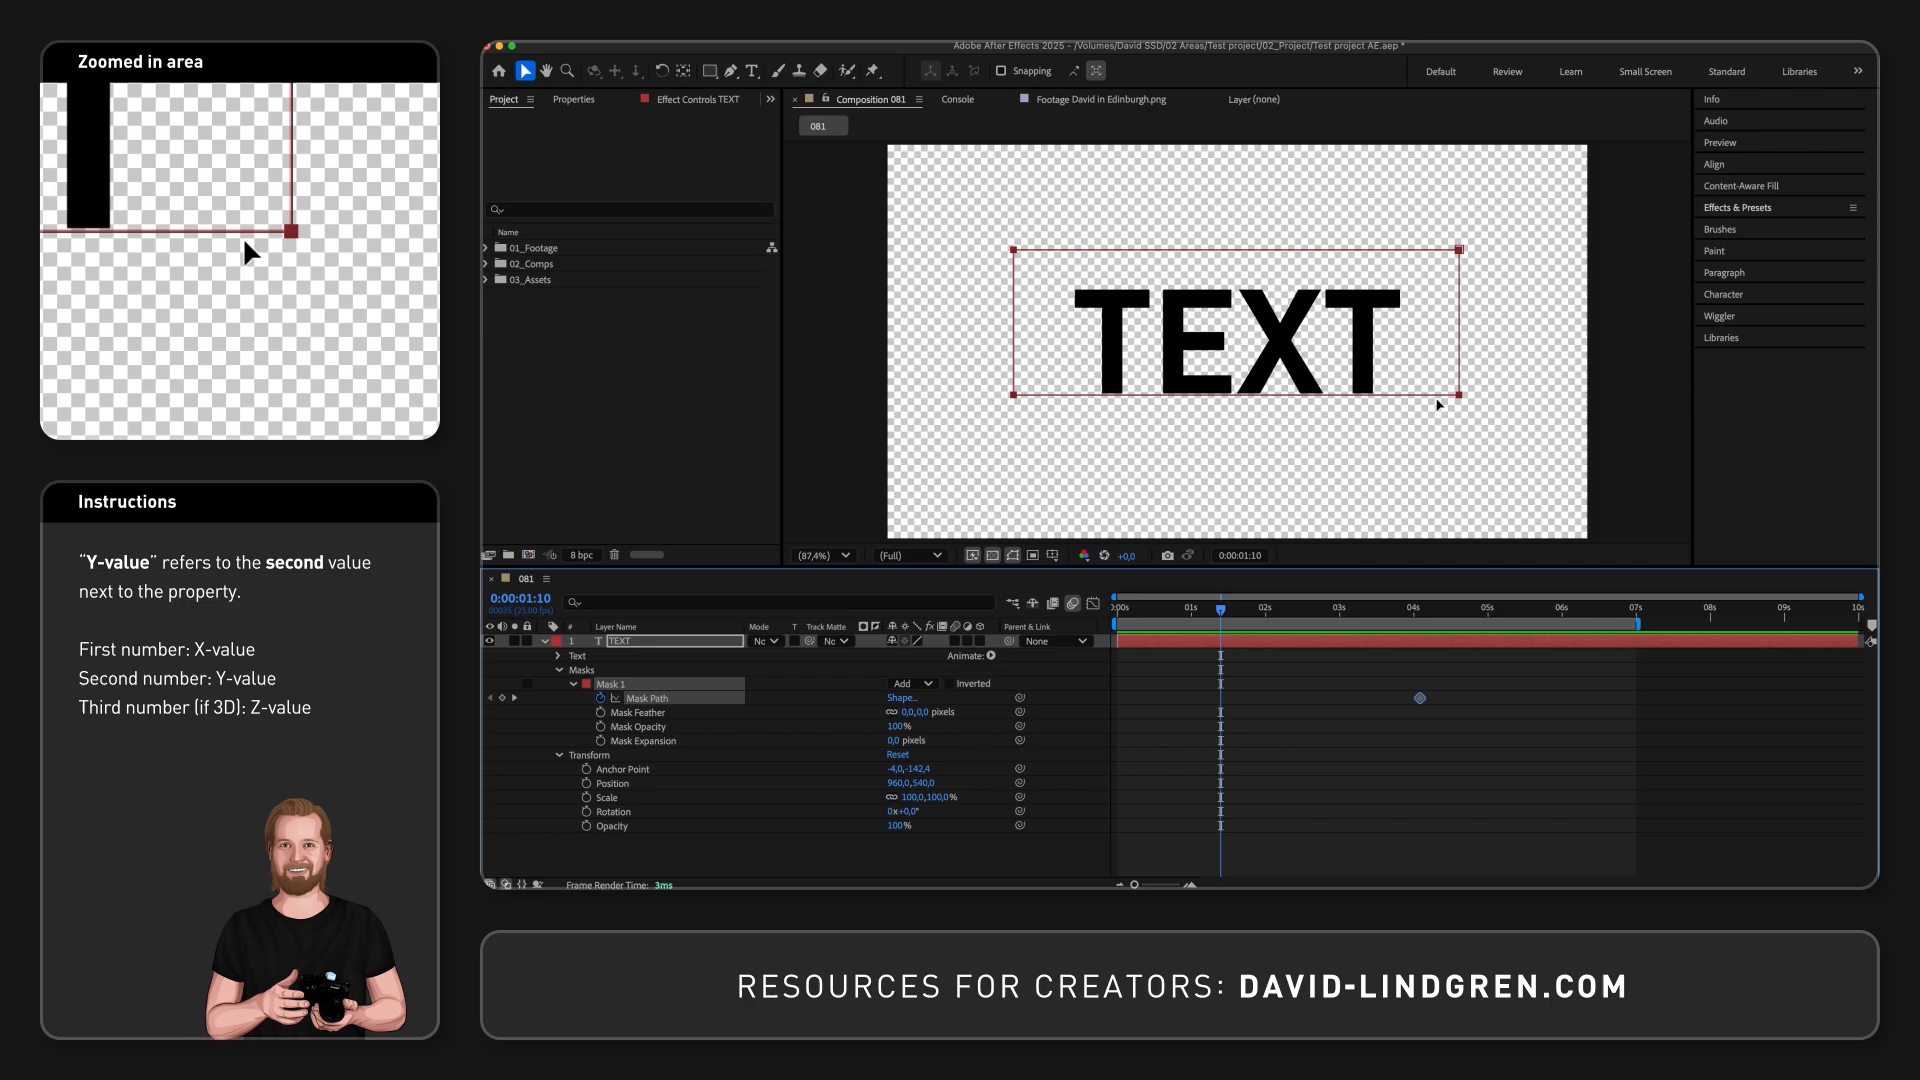 Zoomed in area
Instructions
“Y-value” refers to the second value
next to the property.
First number: X-value
Second number: Y-value
Third number (if 3D): Z-value
Adobe After Effects 2025 - /Volumes/David SSD/02 Areas/Test project/02_Project/Test project AE.aep *
Snapping
Default Review Learn Small Screen Standard Libraries
Project Properties Effect Controls TEXT
Name
01_Footage
02_Comps
03_Assets
8 bpc
Composition 081 Console Footage David in Edinburgh.png Layer (none)
081
TEXT
(87,4%) (Full) +0,0 0:00:01:10
Info
Audio
Preview
Align
Content-Aware Fill
Effects & Presets
Brushes
Paint
Paragraph
Character
Wiggler
Libraries
081
0:00:01:10
00035 (25.00 fps)
:00s 01s 02s 03s 04s 05s 06s 07s 08s 09s 10s
# Layer Name Mode T Track Matte Parent & Link
1 T TEXT No No None
Text Animate:
Masks
Mask 1 Add Inverted
Mask Path Shape...
Mask Feather 0,0,0,0 pixels
Mask Opacity 100%
Mask Expansion 0,0 pixels
Transform Reset
Anchor Point -4,0,-142,4
Position 960,0,540,0
Scale 100,0,100,0%
Rotation 0x+0,0°
Opacity 100%
Frame Render Time: 3ms
RESOURCES FOR CREATORS: DAVID-LINDGREN.COM